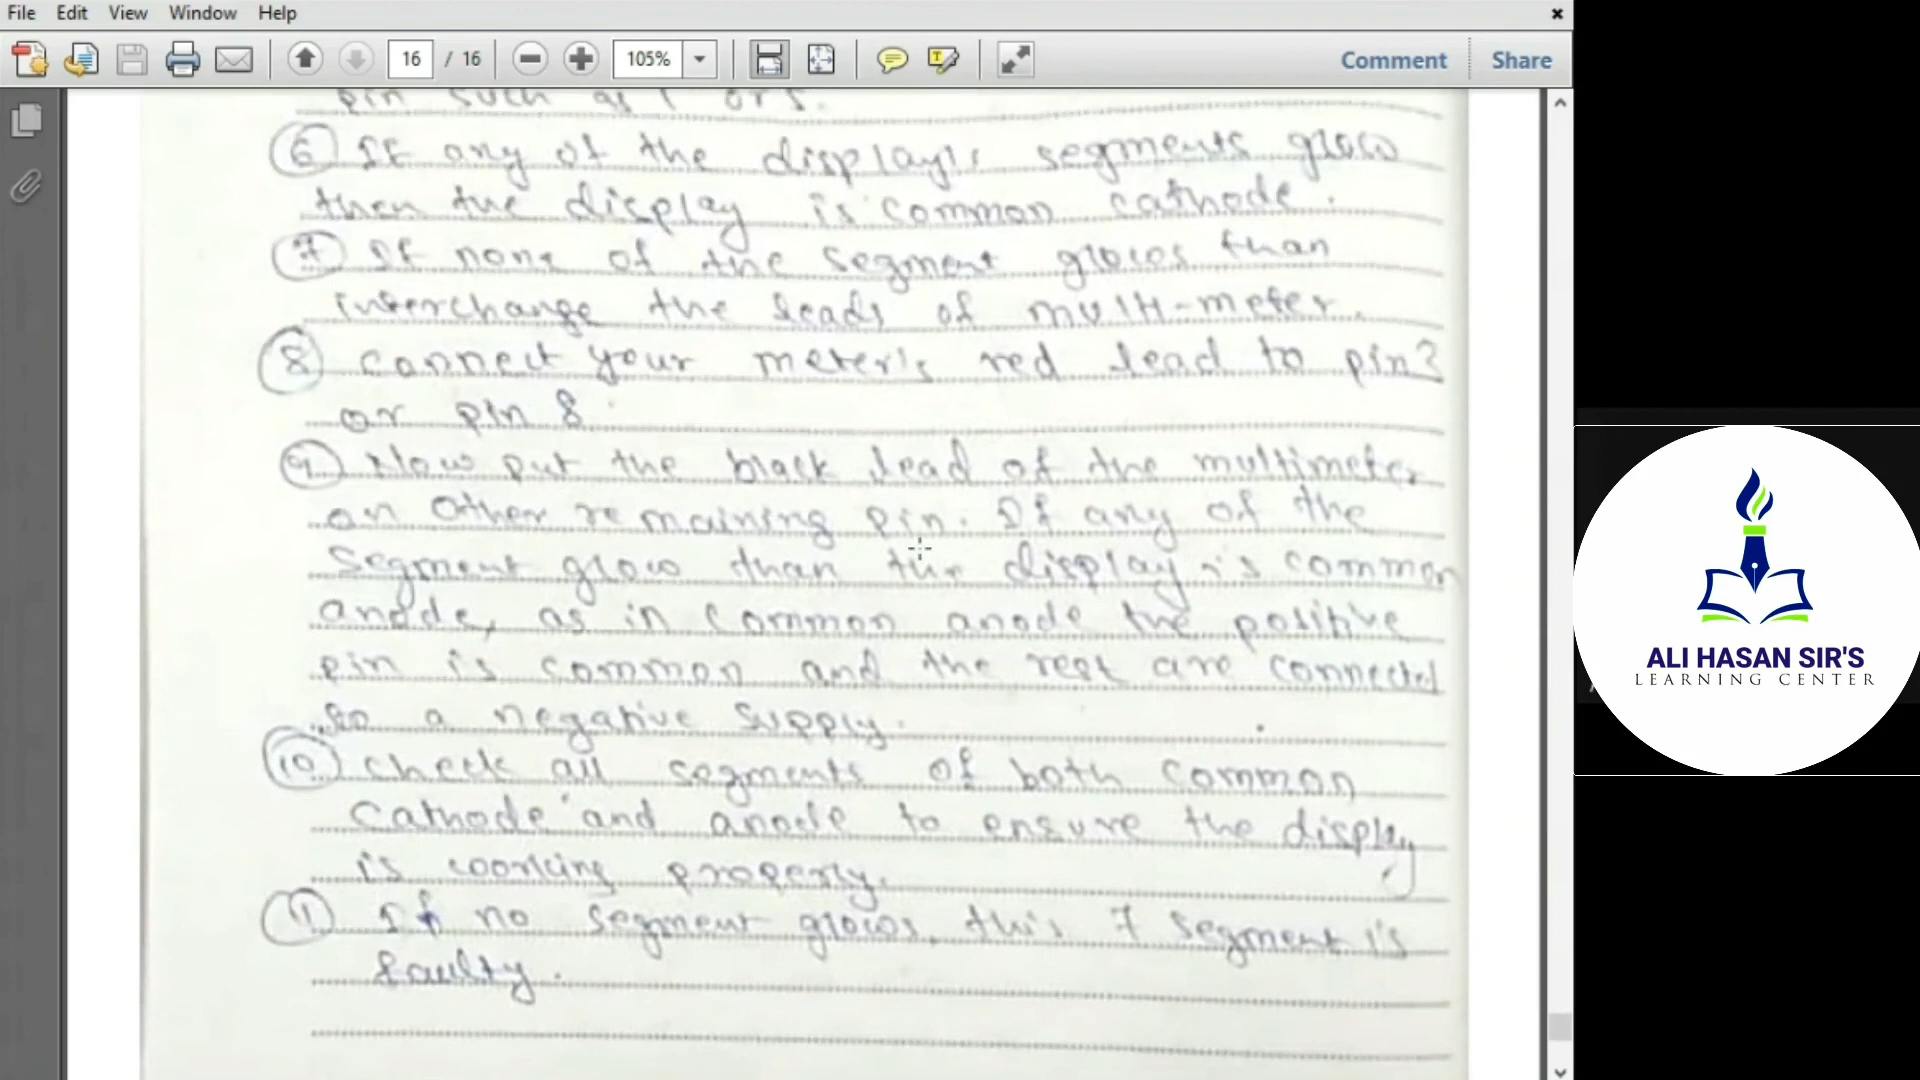 File Edit View Window Help
16 / 16 105% Comment Share
pin such as 1 or 5.
6 If any of the display's segments glow
then the display is common cathode.
7 If none of the segment glows than
interchange the leads of multi-meter.
8 connect your meter's red lead to pin 3
or pin 8
9 Now put the black lead of the multimeter
on other remaining pin. If any of the
segment glow than the display is common
anode, as in common anode the positive
pin is common and the rest are connected
to a negative supply.
10 check all segments of both common
cathode and anode to ensure the display
is working properly.
11 If no segment glows, this 7 segment is
faulty.
ALI HASAN SIR'S
LEARNING CENTER